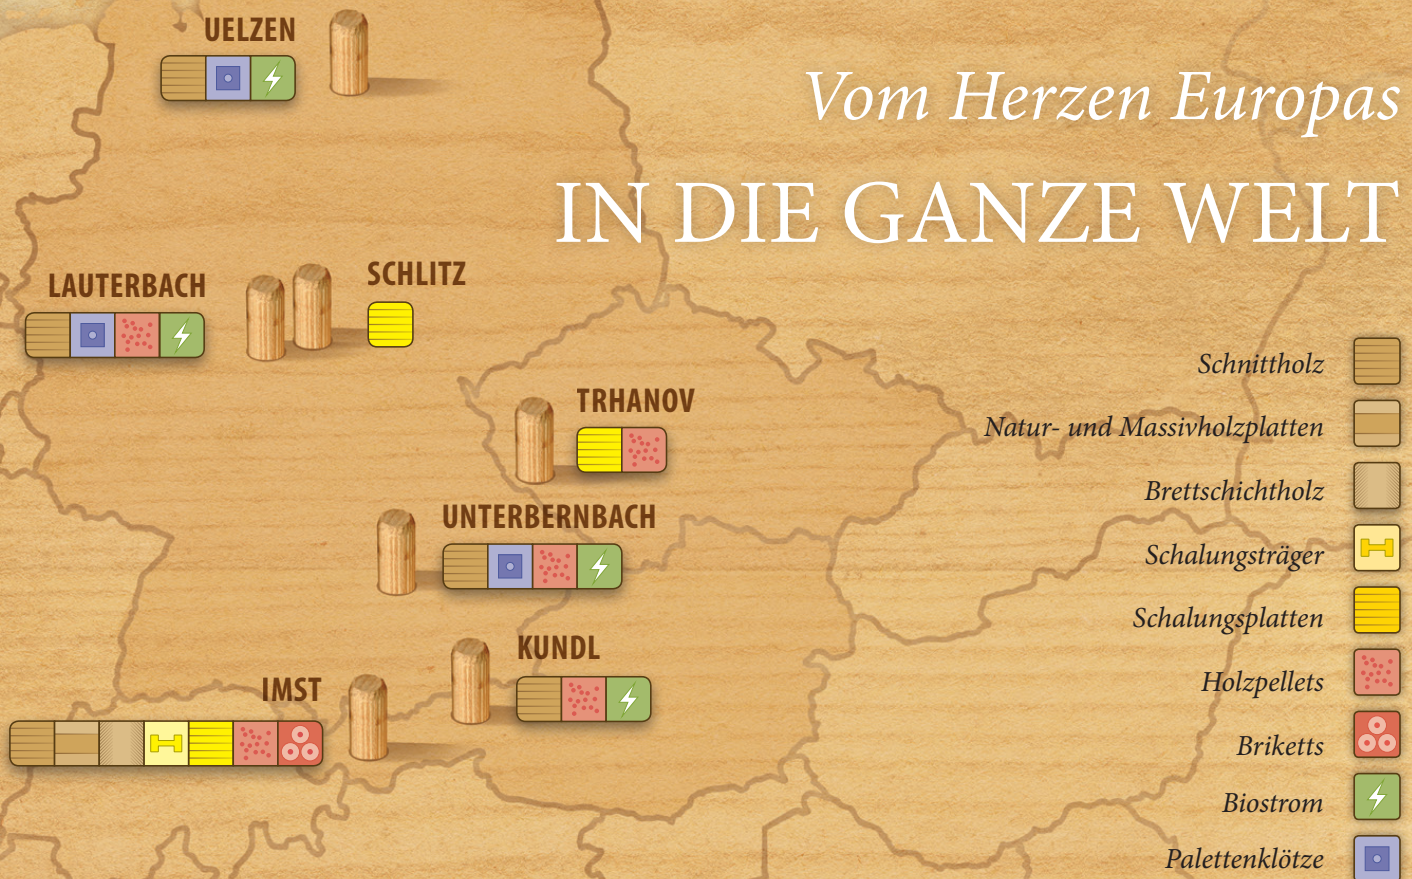 UELZEN
Vom Herzen Europas
IN DIE GANZE WELT
LAUTERBACH
SCHLITZ
TRHANOV
UNTERBERNBACH
KUNDL
IMST
Schnittholz
Natur- und Massivholzplatten
Brettschichtholz
Schalungsträger
Schalungsplatten
Holzpellets
Briketts
Biostrom
Palettenklötze